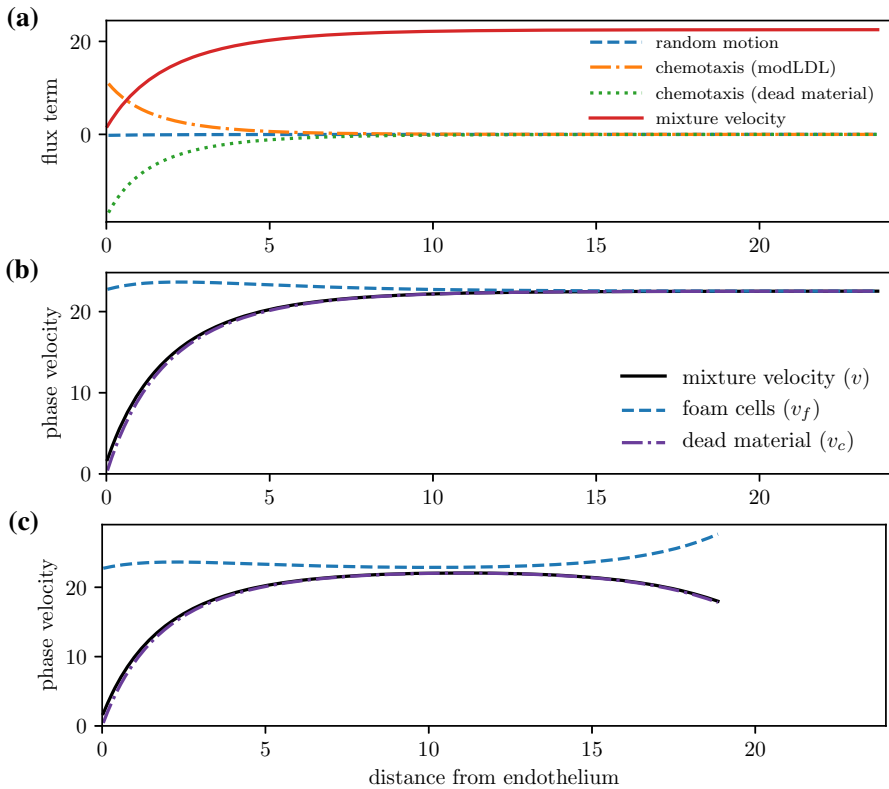 (a)
20
0
flux term
random motion
chemotaxis (modLDL)
chemotaxis (dead material)
mixture velocity
0 5 10 15 20
(b)
20
10
0
phase velocity
mixture velocity (v)
foam cells (v_f)
dead material (v_c)
0 5 10 15 20
(c)
20
10
0
phase velocity
0 5 10 15 20
distance from endothelium